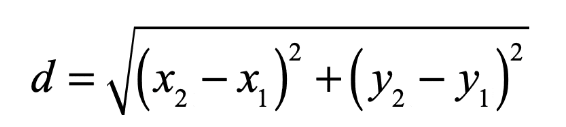 d = √((x₂ − x₁)² + (y₂ − y₁)²)